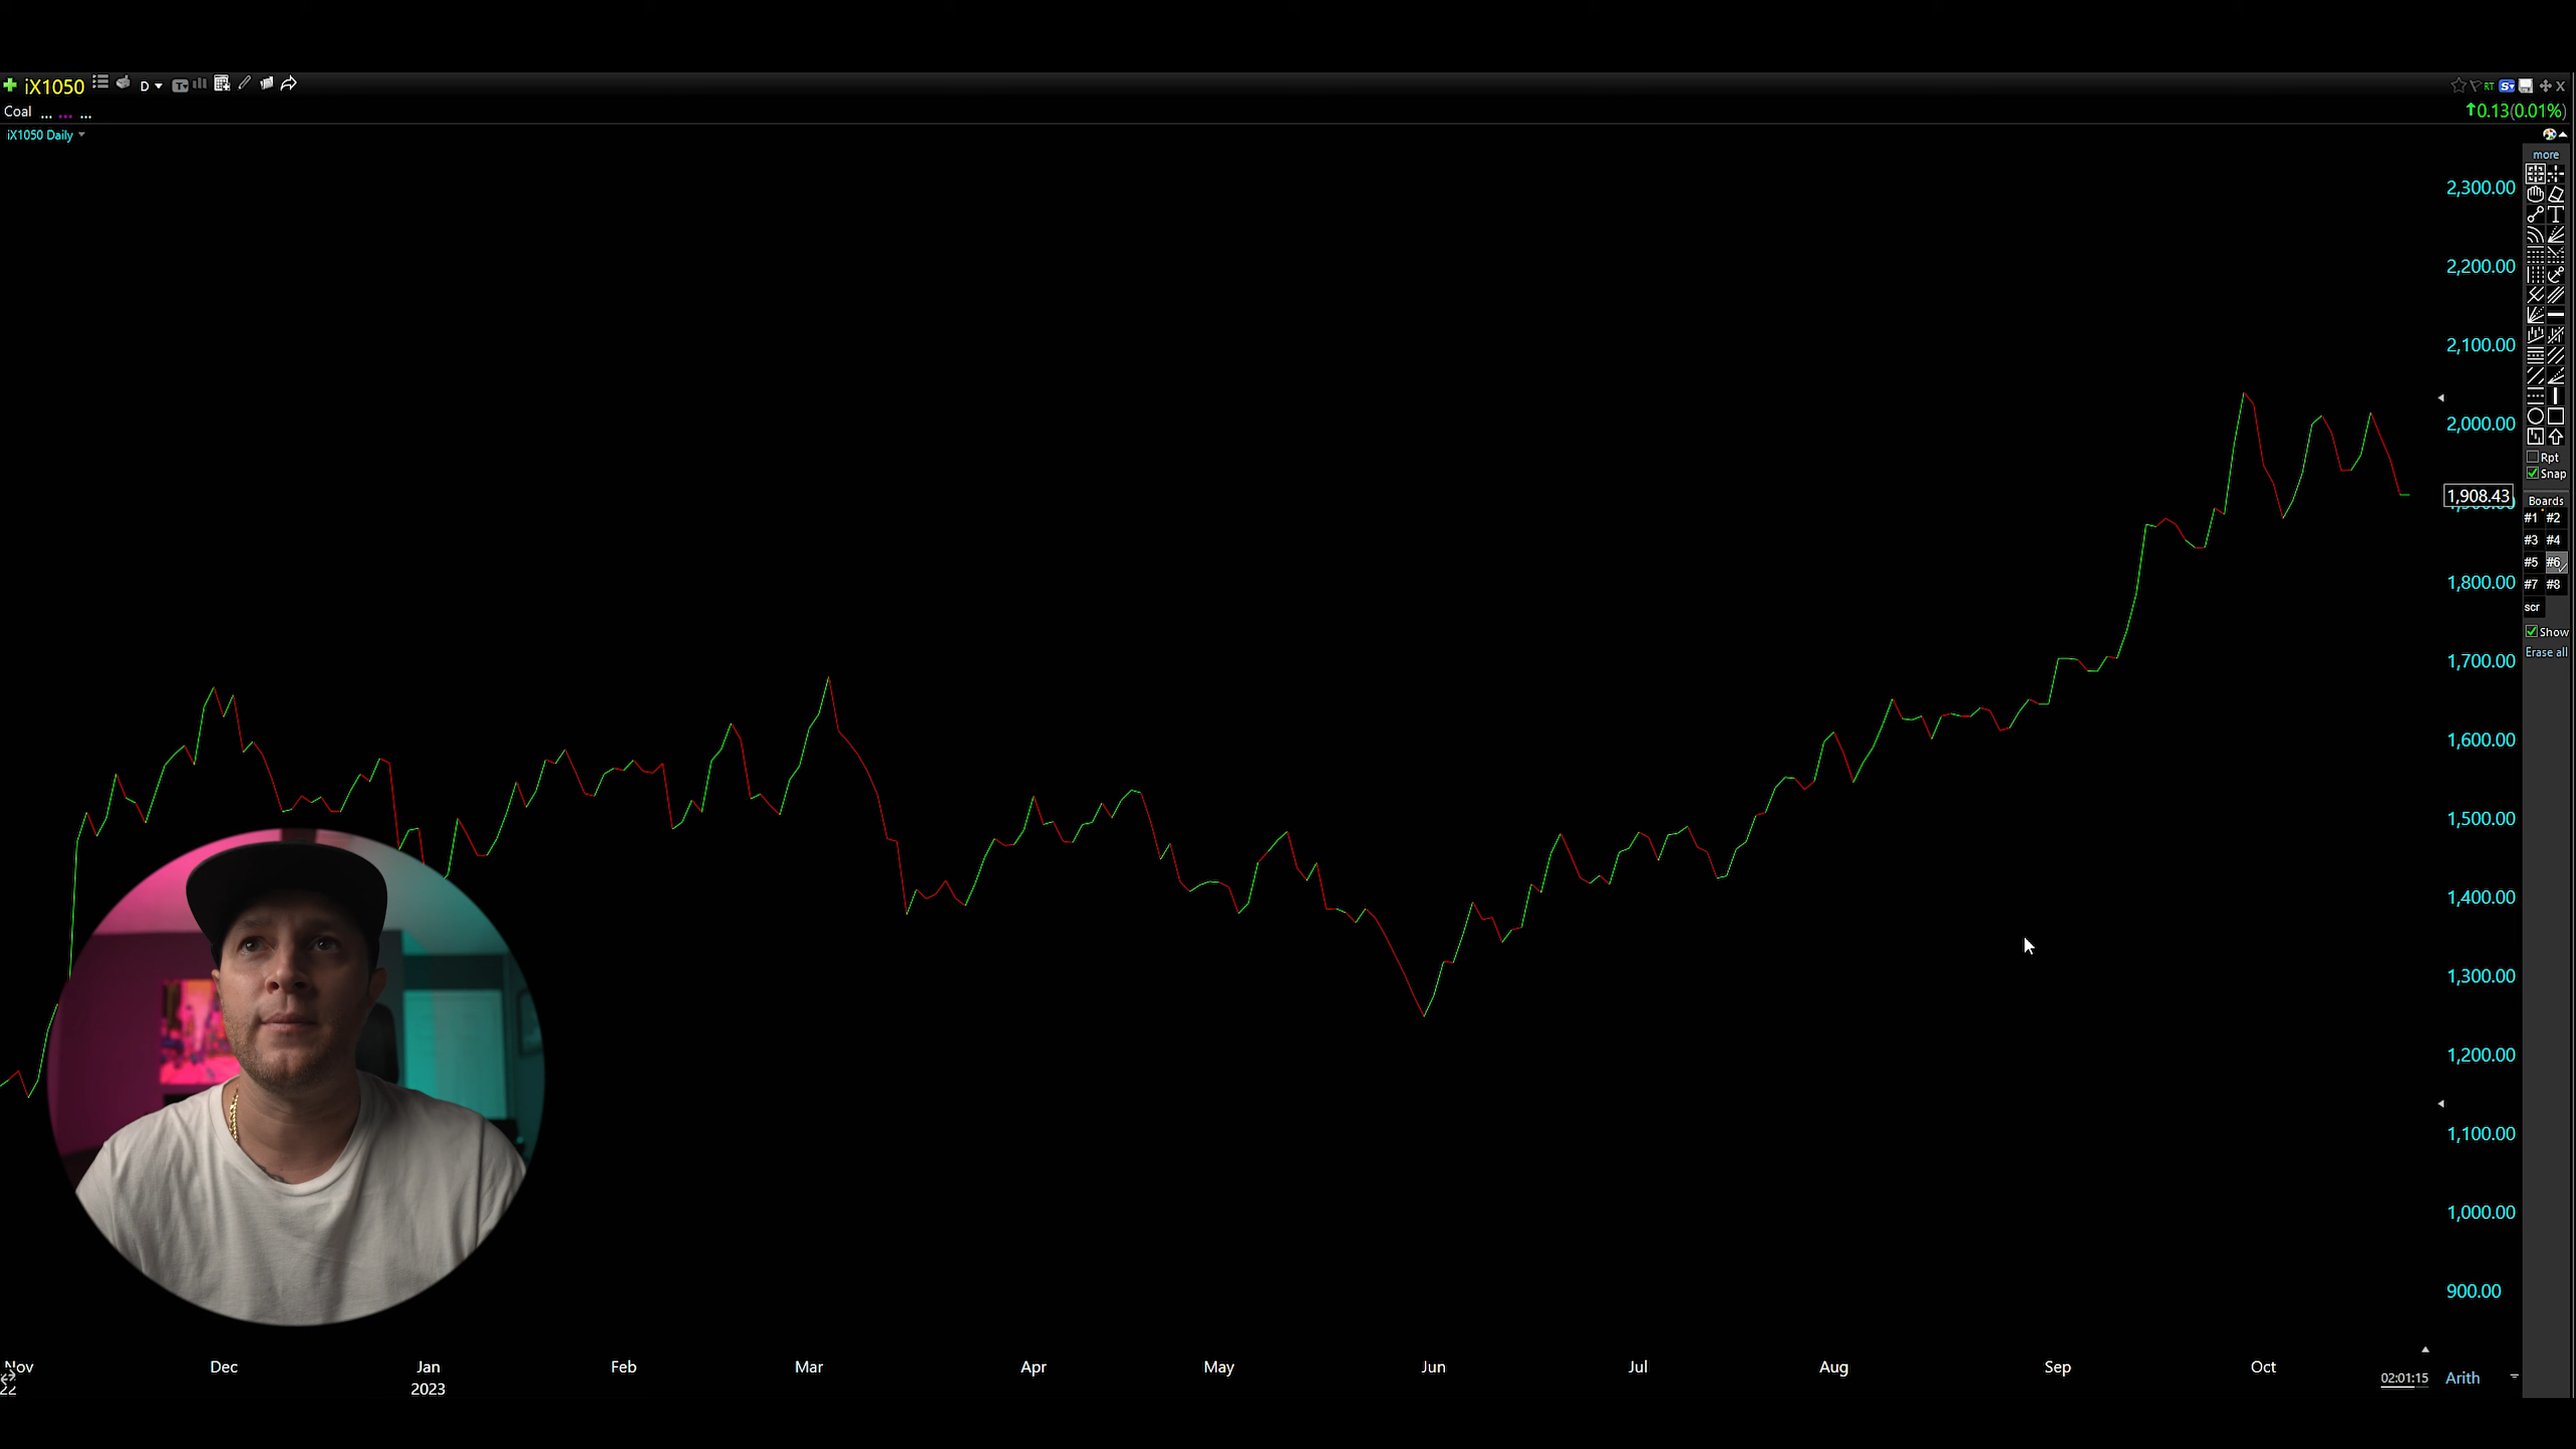 iX1050 D
RT
Coal ... ... ...
0.13(0.01%)
iX1050 Daily
more
2,300.00
2,200.00
2,100.00
2,000.00
1,908.43
1,800.00
1,700.00
1,600.00
1,500.00
1,400.00
1,300.00
1,200.00
1,100.00
1,000.00
900.00
Rpt
Snap
Boards
#1 #2
#3 #4
#5 #6
#7 #8
scr
Show
Erase all
Nov Dec Jan Feb Mar Apr May Jun Jul Aug Sep Oct
22 2023
02:01:15 Arith